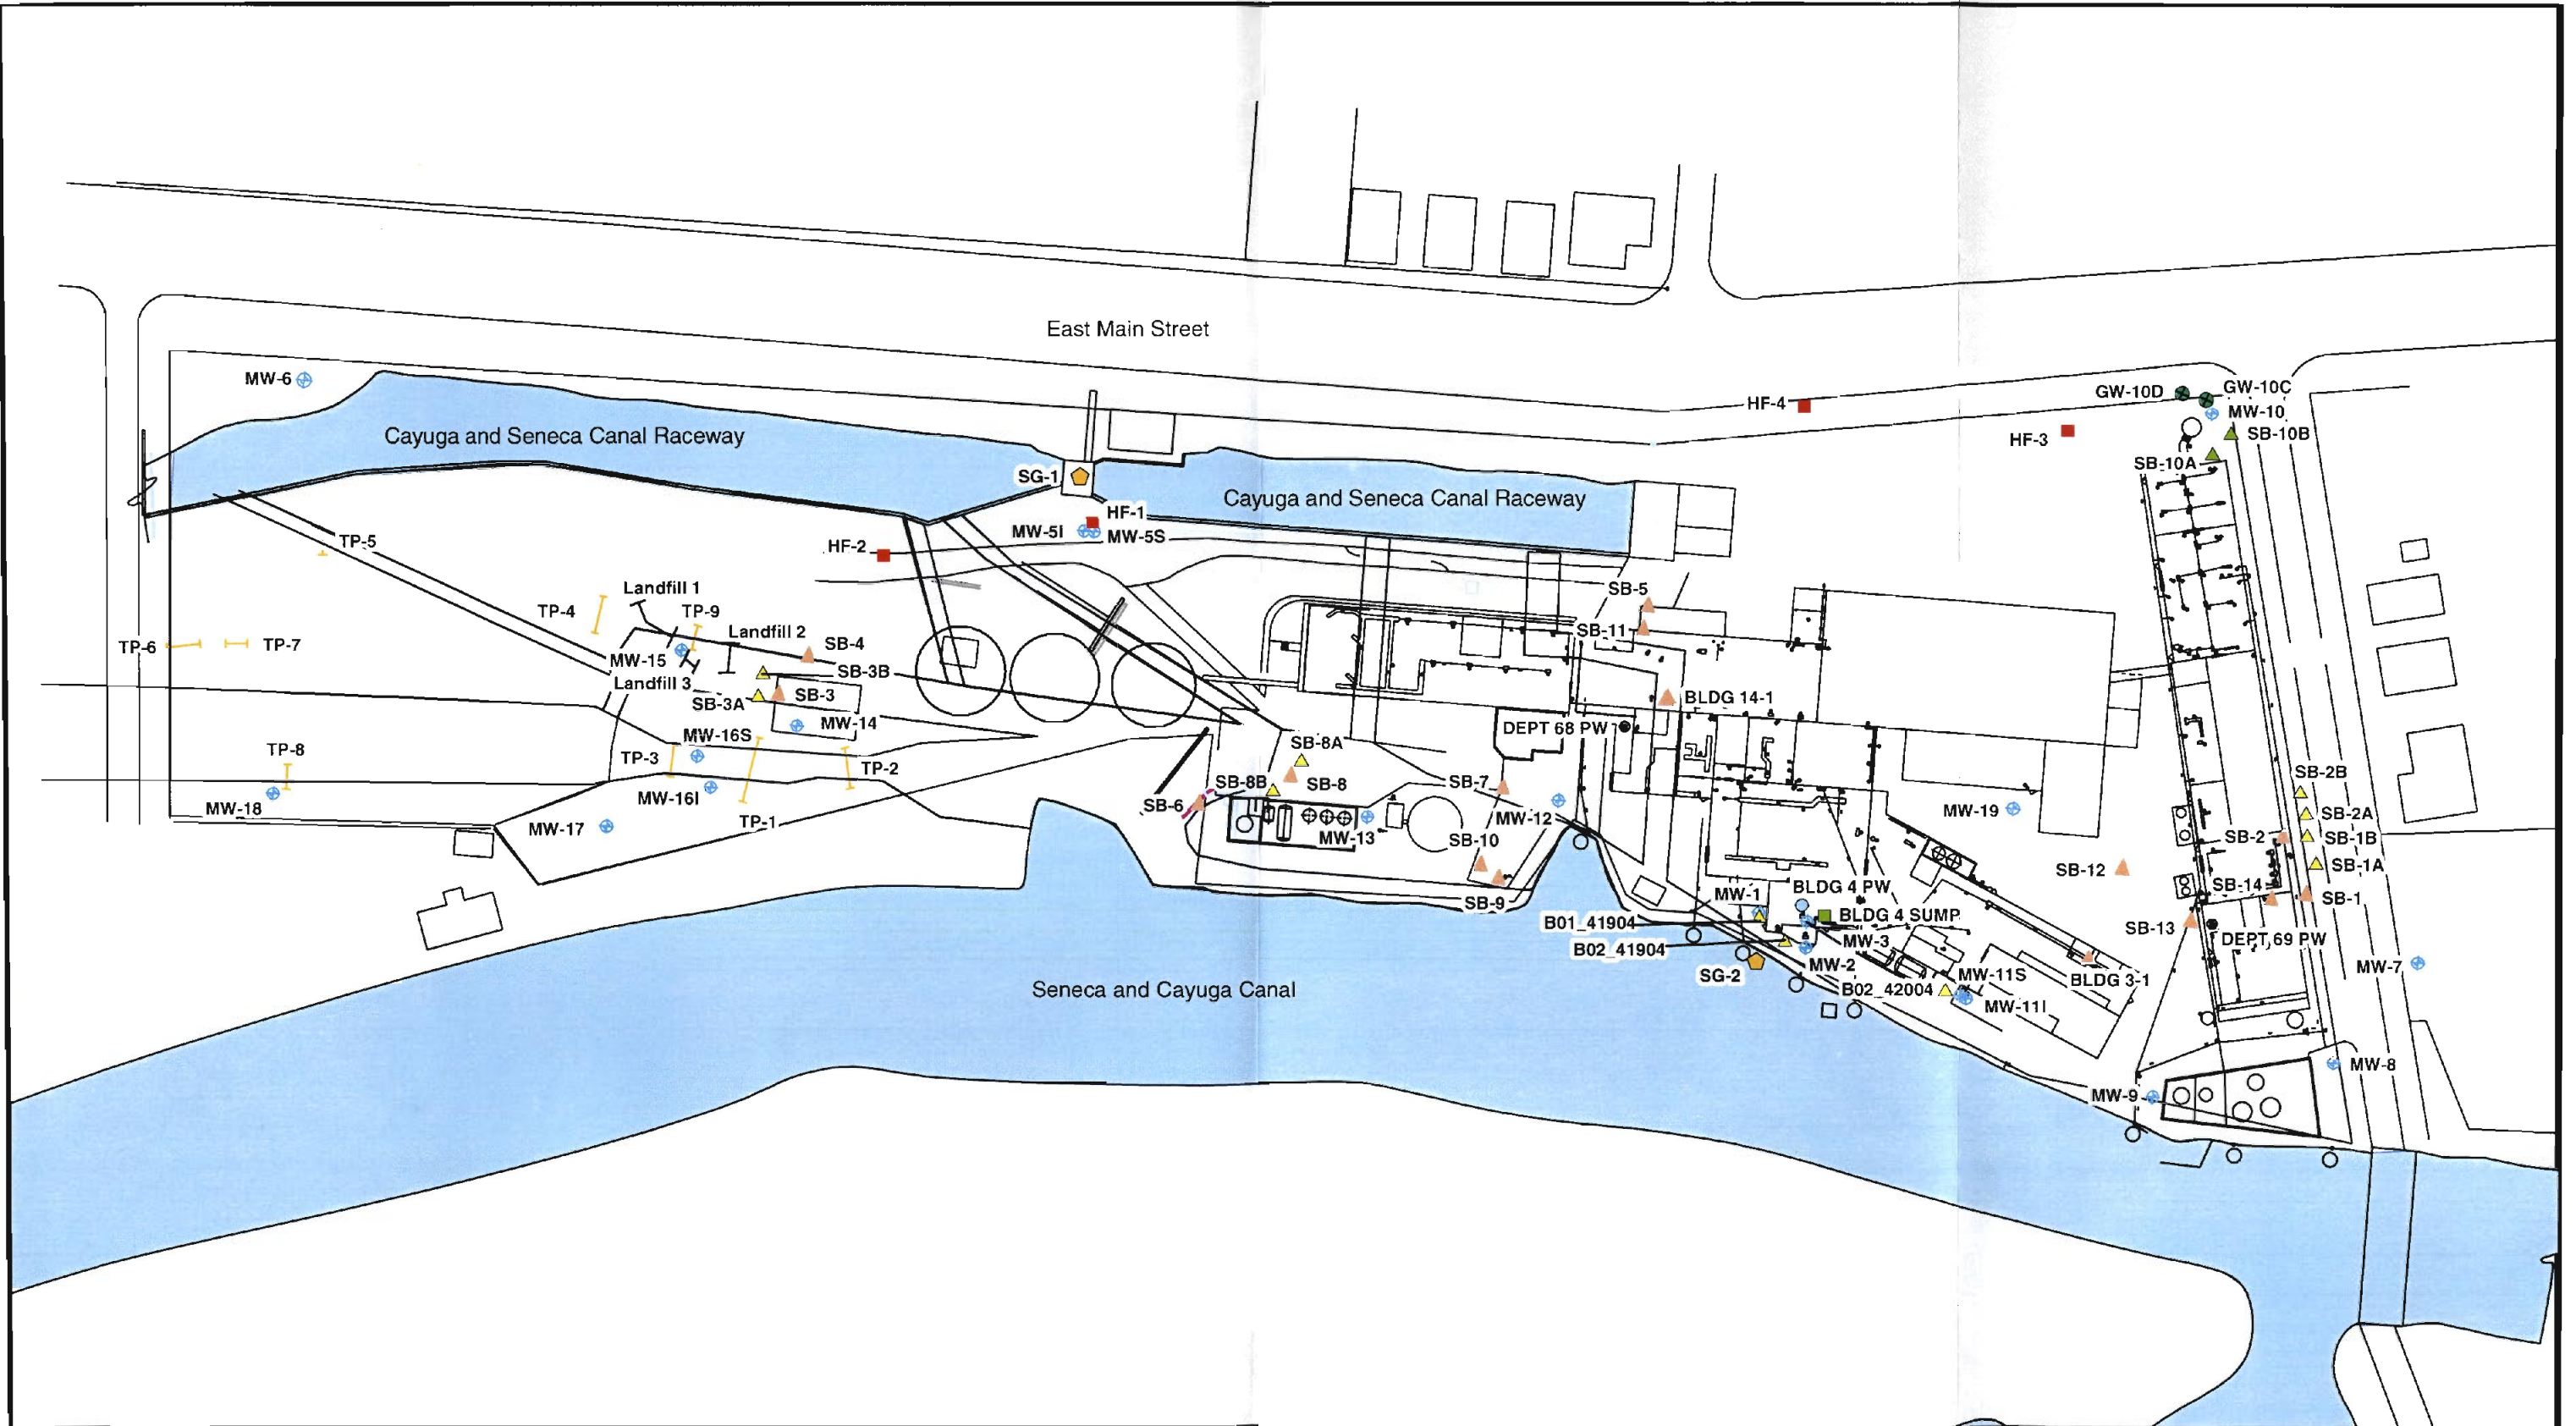 East Main Street
MW-6
GW-10D
GW-10C
HF-4
MW-10
Cayuga and Seneca Canal Raceway
HF-3
SB-10B
SB-10A
SG-1
Cayuga and Seneca Canal Raceway
HF-1
MW-5I
MW-5S
TP-5
HF-2
Landfill 1
SB-5
TP-4
TP-9
Landfill 2
SB-11
TP-6
TP-7
SB-4
MW-15
SB-3B
Landfill 3
SB-3
SB-3A
BLDG 14-1
MW-14
DEPT 68 PW
MW-16S
SB-8A
TP-8
TP-3
TP-2
SB-2B
SB-8B
SB-8
SB-7
MW-16I
SB-6
MW-18
MW-19
SB-2A
TP-1
MW-12
MW-17
MW-13
SB-10
SB-2
SB-1B
SB-1A
SB-12
SB-14
BLDG 4 PW
MW-1
SB-1
SB-9
BLDG 4 SUMP
B01_41904
SB-13
MW-3
DEPT 69 PW
B02_41904
MW-2
MW-7
SG-2
MW-11S
BLDG 3-1
Seneca and Cayuga Canal
B02_42004
MW-11I
MW-8
MW-9